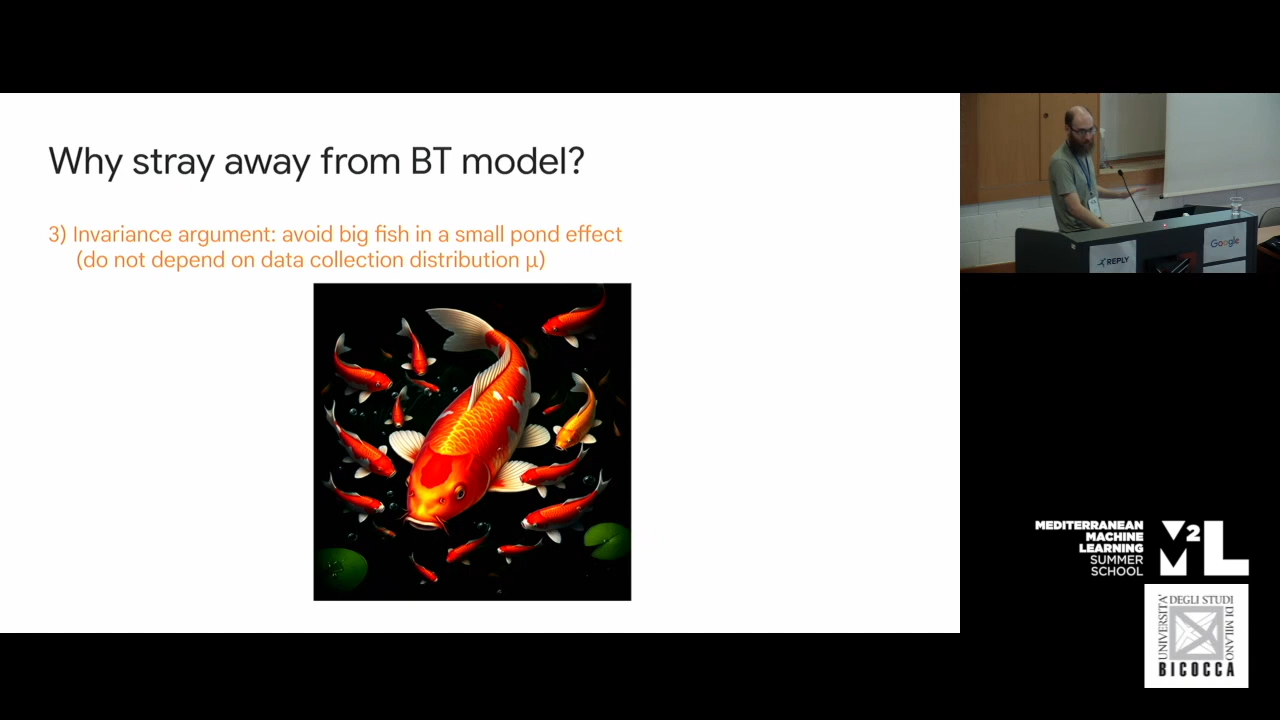 Why stray away from BT model?
3) Invariance argument: avoid big fish in a small pond effect
(do not depend on data collection distribution μ)
REPLY
Google
MEDITERRANEAN
MACHINE
LEARNING
SUMMER
SCHOOL
M2L
UNIVERSITA' DEGLI STUDI DI MILANO
BICOCCA